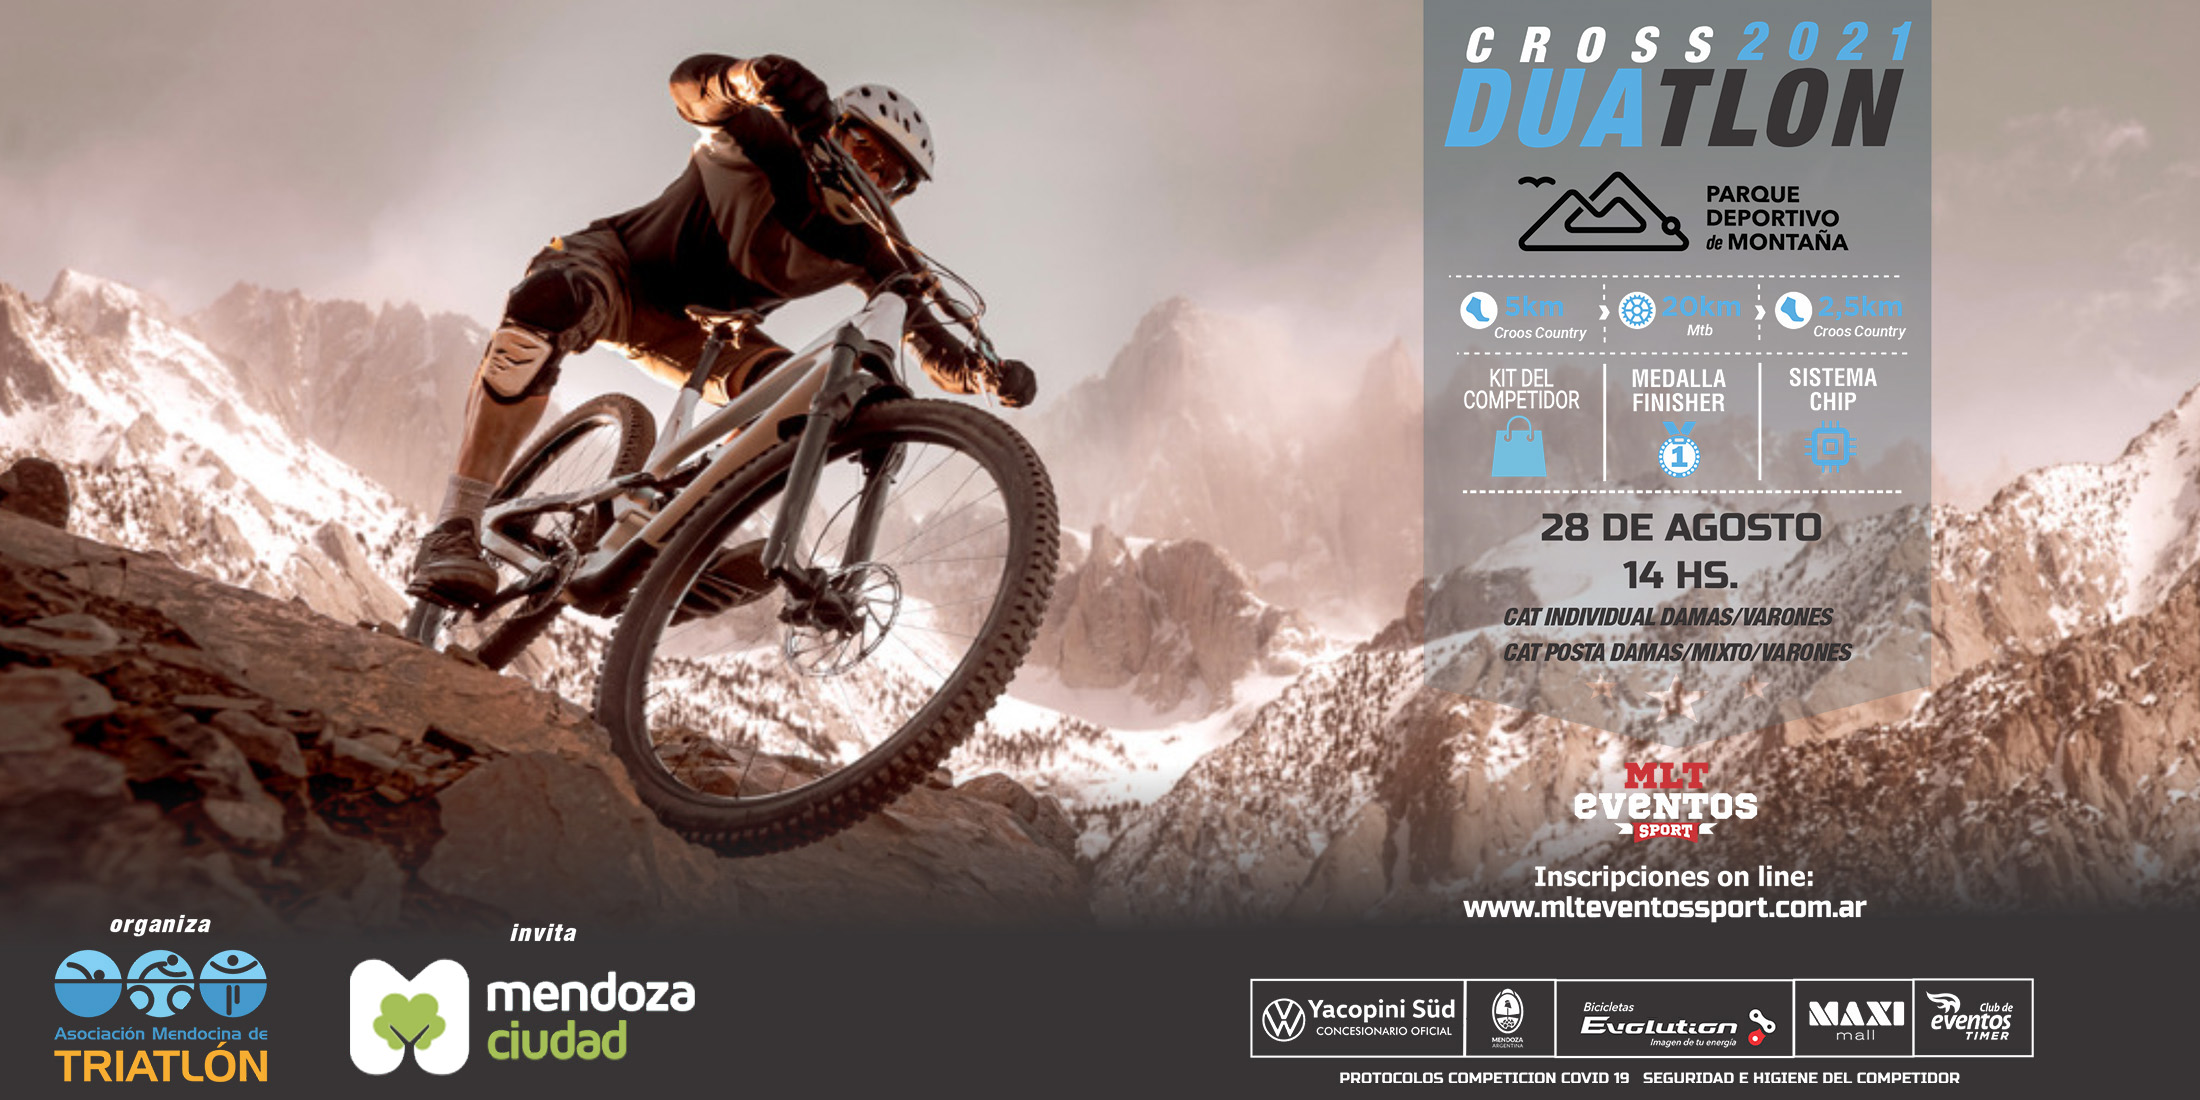 CROSS 2021
DUATLON
PARQUE
DEPORTIVO
de MONTAÑA
5km
Croos Country
20km
Mtb
2,5km
Croos Country
KIT DEL
COMPETIDOR
MEDALLA
FINISHER
1
SISTEMA
CHIP
28 DE AGOSTO
14 HS.
CAT INDIVIDUAL DAMAS/VARONES
CAT POSTA DAMAS/MIXTO/VARONES
MLT
eventos
SPORT
Inscripciones on line:
www.mlteventossport.com.ar
organiza
Asociación Mendocina de
TRIATLÓN
invita
mendoza
ciudad
Yacopini Süd
CONCESIONARIO OFICIAL
MENDOZA
ARGENTINA
Bicicletas
Evolution
Imagen de tu energía
MAXI
mall
Club de
eventos
TIMER
PROTOCOLOS COMPETICION COVID 19 SEGURIDAD E HIGIENE DEL COMPETIDOR